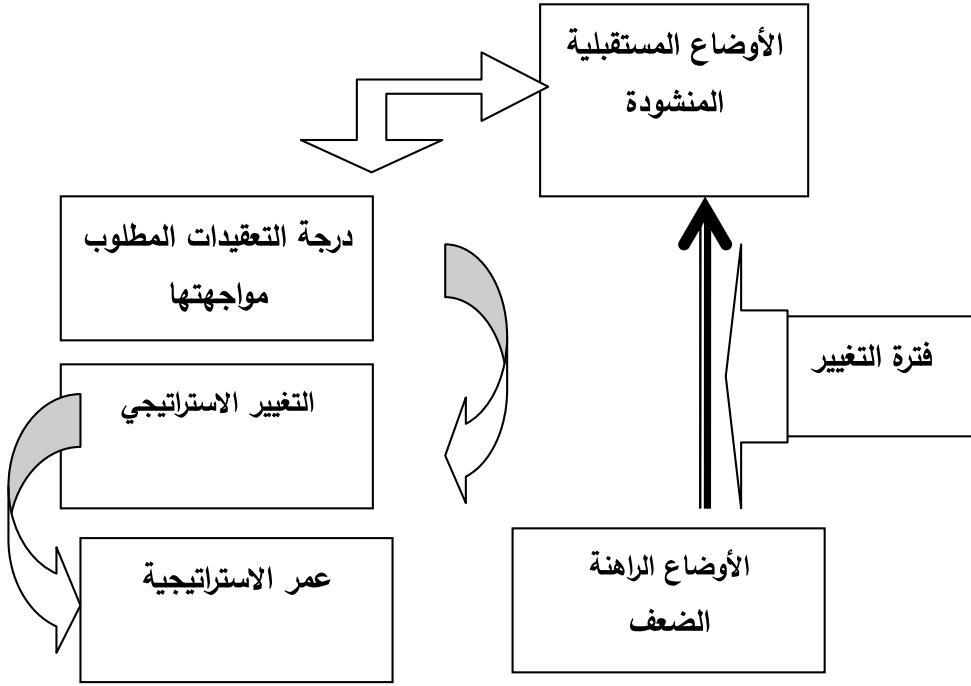 الأوضاع المستقبلية
المنشودة
درجة التعقيدات المطلوب
مواجهتها
فترة التغيير
التغيير الاستراتيجي
الأوضاع الراهنة
الضعف
عمر الاستراتيجية